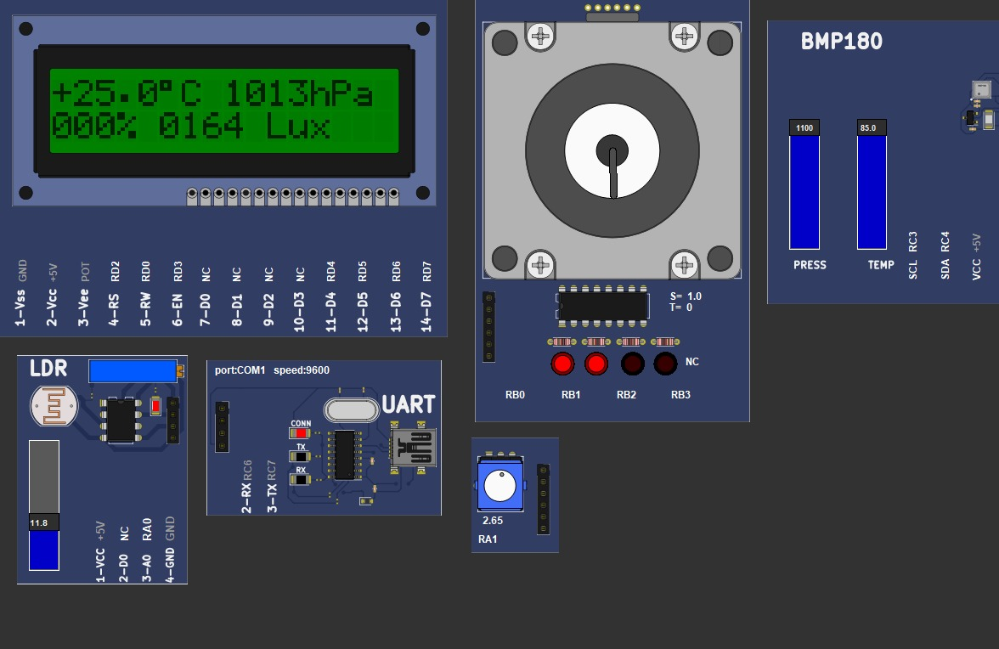 +25.0°C 1013hPa
000% 0164 Lux
1-Vss GND
2-Vcc +5V
3-Vee POT
4-RS RD2
5-RW RD0
6-EN RD3
7-D0 NC
8-D1 NC
9-D2 NC
10-D3 NC
11-D4 RD4
12-D5 RD5
13-D6 RD6
14-D7 RD7
S= 1.0
T= 0
NC
RB0 RB1 RB2 RB3
BMP180
1100
85.0
PRESS
TEMP
SCL RC3
SDA RC4
VCC +5V
LDR
11.8
1-VCC +5V
2-D0 NC
3-A0 RA0
4-GND GND
port:COM1 speed:9600
UART
CONN
TX
RX
2-RX RC6
3-TX RC7
2.65
RA1